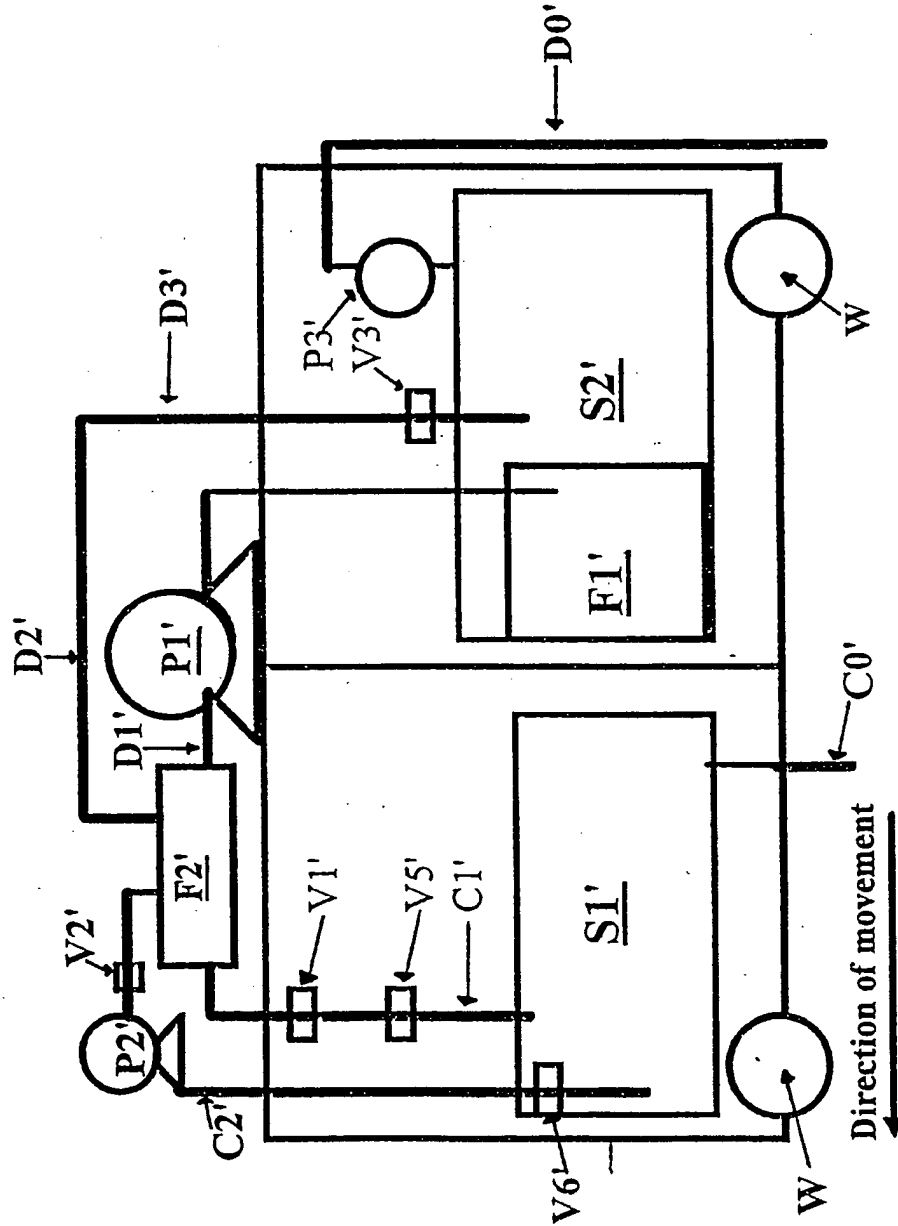 D0'
D3'
P3'
V3'
W
S2'
D2'
P1'
F1'
D1'
C0'
F2'
V1'
V5'
C1'
S1'
V2'
P2'
C2'
V6'
W
Direction of movement